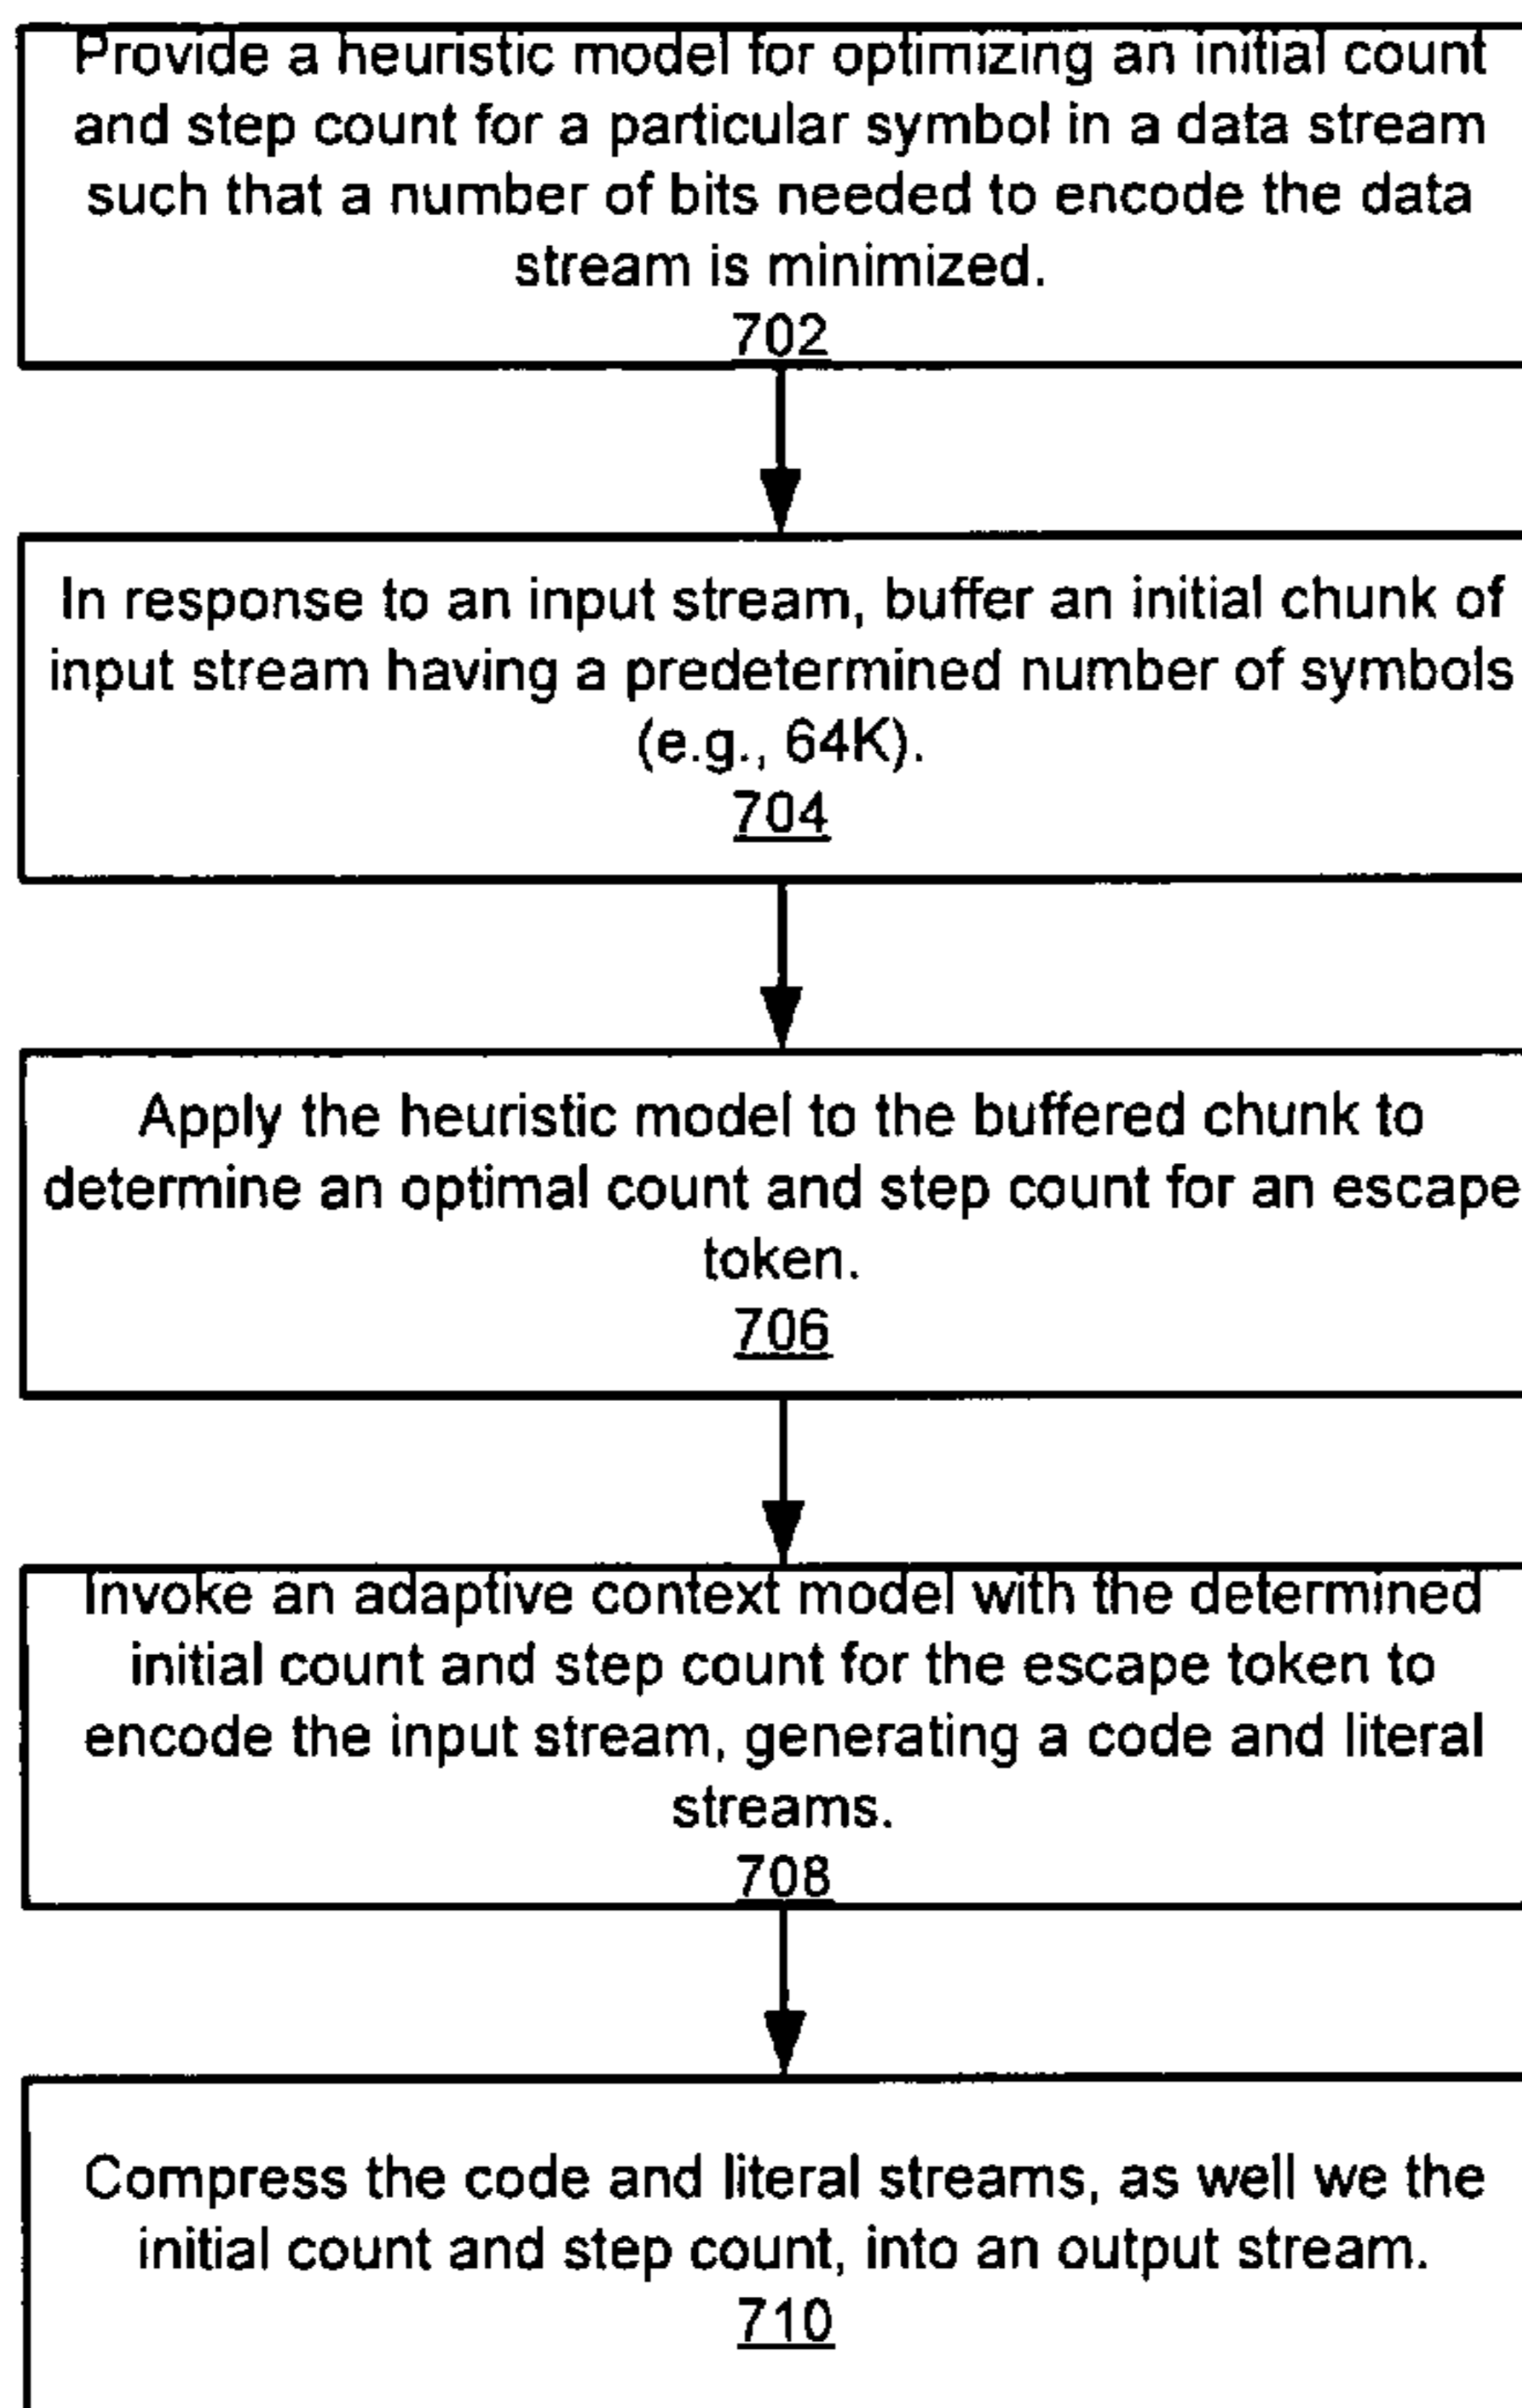 Provide a heuristic model for optimizing an initial count
and step count for a particular symbol in a data stream
such that a number of bits needed to encode the data
stream is minimized.
702
In response to an input stream, buffer an initial chunk of
input stream having a predetermined number of symbols
(e.g., 64K).
704
Apply the heuristic model to the buffered chunk to
determine an optimal count and step count for an escape
token.
706
Invoke an adaptive context model with the determined
initial count and step count for the escape token to
encode the input stream, generating a code and literal
streams.
708
Compress the code and literal streams, as well we the
initial count and step count, into an output stream.
710